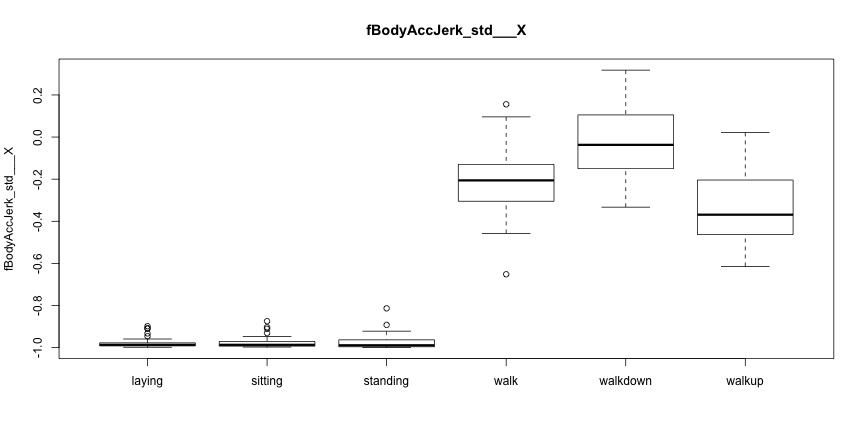 fBodyAccJerk_std___X
fBodyAccJerk_std___X
0.2
0.0
-0.2
-0.4
-0.6
-0.8
-1.0
laying sitting standing walk walkdown walkup